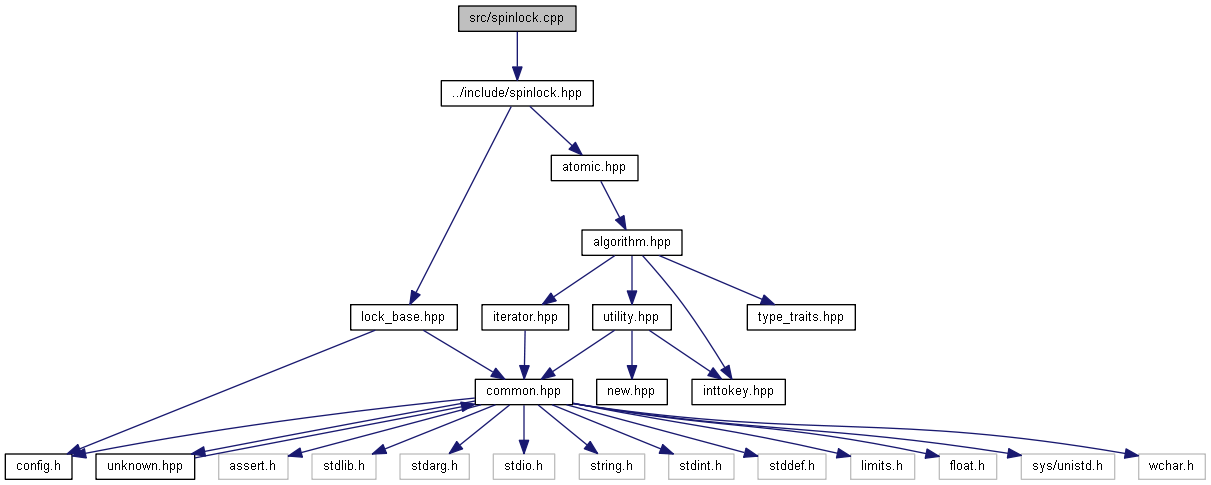 src/spinlock.cpp
../include/spinlock.hpp
atomic.hpp
algorithm.hpp
lock_base.hpp
iterator.hpp
utility.hpp
type_traits.hpp
common.hpp
new.hpp
inttokey.hpp
config.h
unknown.hpp
assert.h
stdlib.h
stdarg.h
stdio.h
string.h
stdint.h
stddef.h
limits.h
float.h
sys/unistd.h
wchar.h